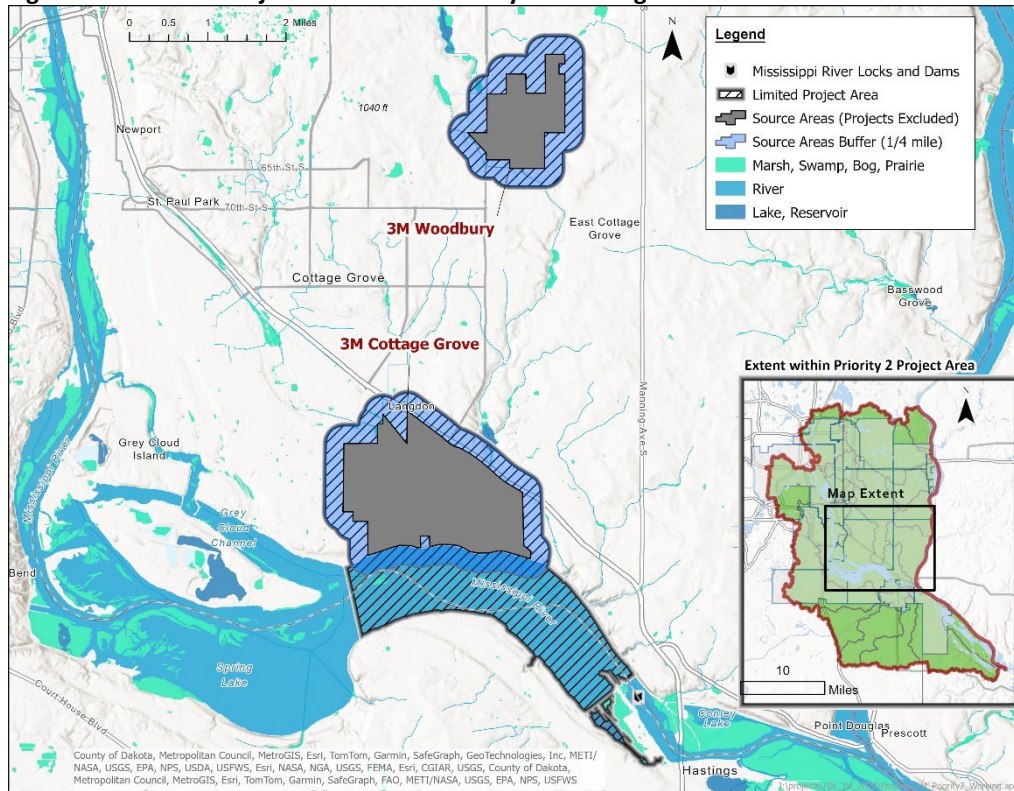 0 0.5 1 2 Miles
N
Legend
Mississippi River Locks and Dams
Limited Project Area
Source Areas (Projects Excluded)
Source Areas Buffer (1/4 mile)
Marsh, Swamp, Bog, Prairie
River
Lake, Reservoir
1040 ft
Newport
65th St S
St. Paul Park
70th St S
3M Woodbury
East Cottage
Grove
Cottage Grove
Basswood
Grove
3M Cottage Grove
Extent within Priority 2 Project Area
N
Map Extent
10
Miles
Langdon
Manning Ave S
Grey Cloud
Island
Mississippi River
Grey
Cloud
Channel
Bend
Mississippi River
Spring
Lake
Court House Blvd
Conley
Lake
Point Douglas
Prescott
Hastings
County of Dakota, Metropolitan Council, MetroGIS, Esri, TomTom, Garmin, SafeGraph, GeoTechnologies, Inc, METI/
NASA, USGS, EPA, NPS, USDA, USFWS, Esri, NASA, NGA, USGS, FEMA, Esri, CGIAR, USGS, County of Dakota,
Metropolitan Council, MetroGIS, Esri, TomTom, Garmin, SafeGraph, FAO, METI/NASA, USGS, EPA, NPS, USFWS